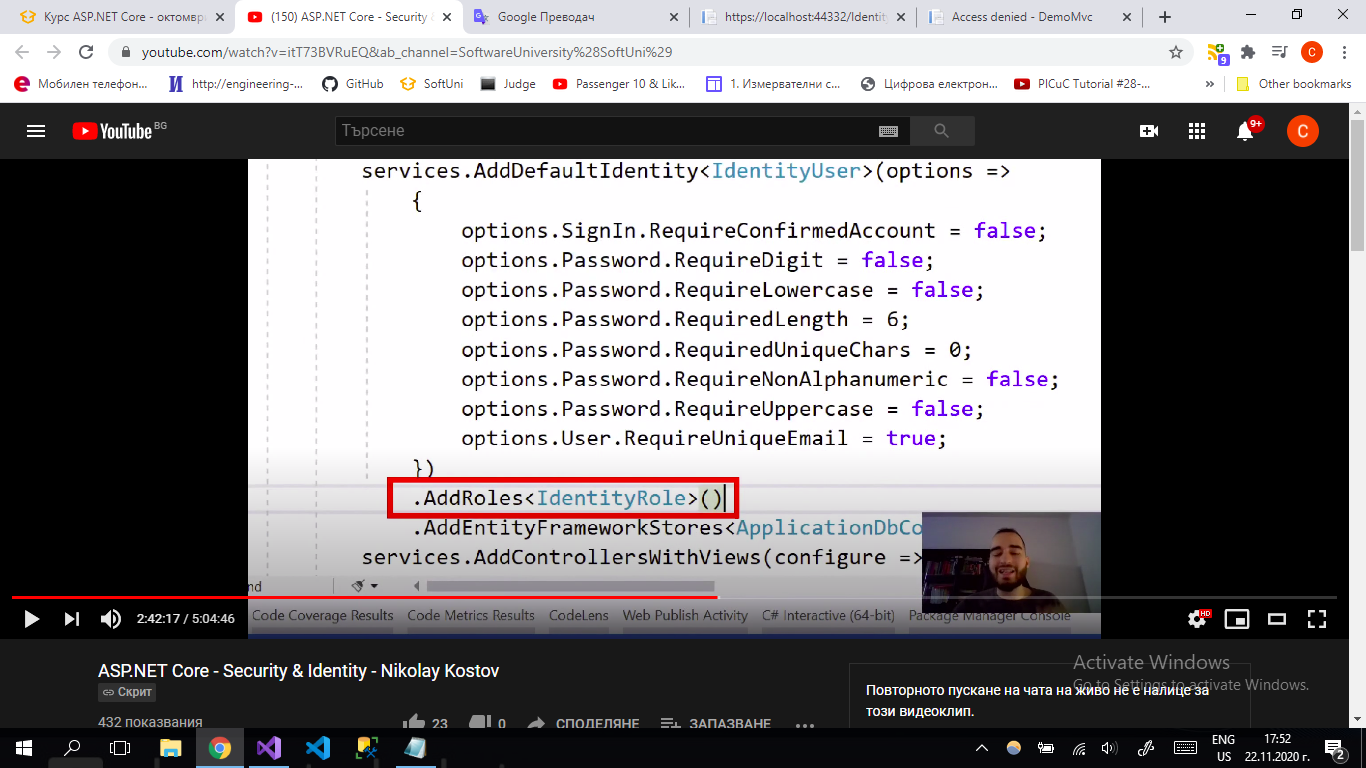 Курс ASP.NET Core - октомври
(150) ASP.NET Core - Security &
Google Преводач
https://localhost:44332/Identit
Access denied - DemoMvc
youtube.com/watch?v=itT73BVRuEQ&ab_channel=SoftwareUniversity%28SoftUni%29
9
C
Мобилен телефон...
http://engineering-...
GitHub
SoftUni
Judge
Passenger 10 & Lik...
1. Измервателни с...
Цифрова електрон...
PICuC Tutorial #28-...
»
Other bookmarks
YouTube BG
Търсене
9+
C
services.AddDefaultIdentity<IdentityUser>(options =>
{
options.SignIn.RequireConfirmedAccount = false;
options.Password.RequireDigit = false;
options.Password.RequireLowercase = false;
options.Password.RequiredLength = 6;
options.Password.RequiredUniqueChars = 0;
options.Password.RequireNonAlphanumeric = false;
options.Password.RequireUppercase = false;
options.User.RequireUniqueEmail = true;
})
.AddRoles<IdentityRole>()
.AddEntityFrameworkStores<ApplicationDbCo
services.AddControllersWithViews(configure =>
nd
Code Coverage Results
Code Metrics Results
CodeLens
Web Publish Activity
C# Interactive (64-bit)
Package Manager Console
2:42:17 / 5:04:46
HD
ASP.NET Core - Security & Identity - Nikolay Kostov
Скрит
432 показвания
23
0
СПОДЕЛЯНЕ
ЗАПАЗВАНЕ
Повторното пускане на чата на живо не е налице за
този видеоклип.
Activate Windows
Go to Settings to activate Windows.
ENG
US
17:52
22.11.2020 г.
2